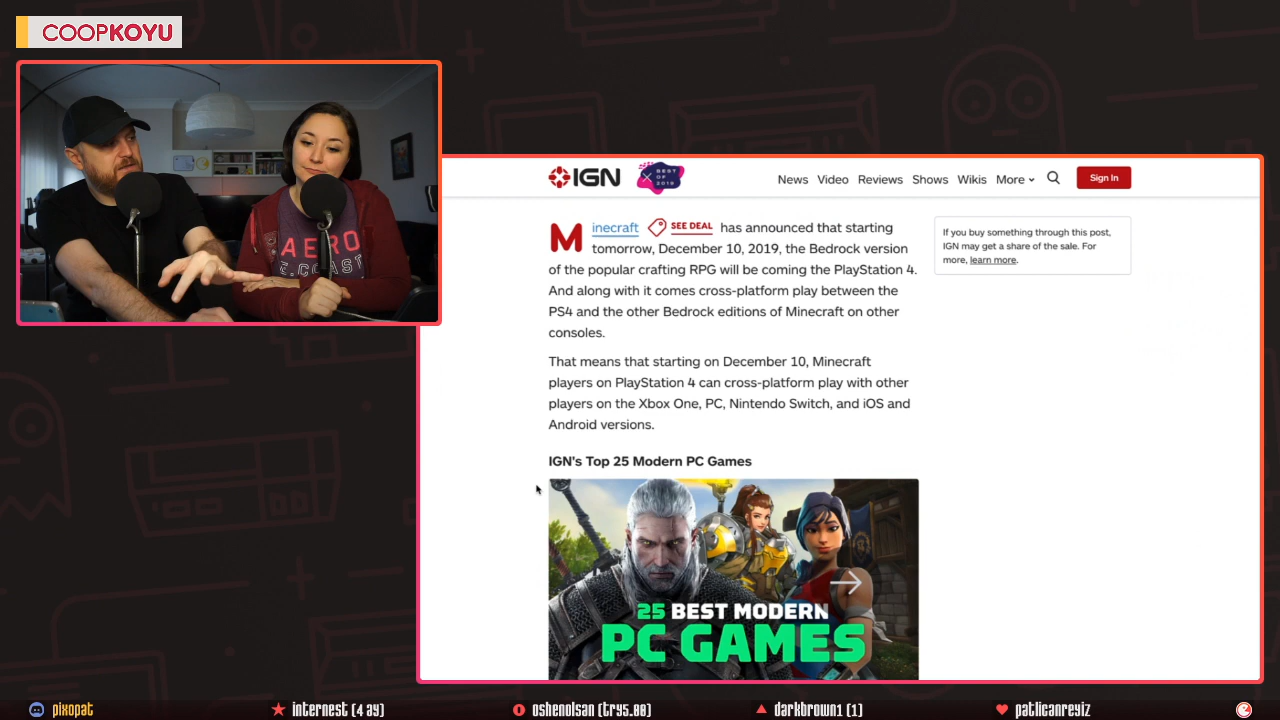 COOPKOYU
AERO
E.COAST
IGN
BEST
OF
2019
News Video Reviews Shows Wikis More
Sign In
Minecraft SEE DEAL has announced that starting
tomorrow, December 10, 2019, the Bedrock version
of the popular crafting RPG will be coming the PlayStation 4.
And along with it comes cross-platform play between the
PS4 and the other Bedrock editions of Minecraft on other
consoles.
That means that starting on December 10, Minecraft
players on PlayStation 4 can cross-platform play with other
players on the Xbox One, PC, Nintendo Switch, and iOS and
Android versions.
IGN's Top 25 Modern PC Games
25 BEST MODERN
PC GAMES
If you buy something through this post,
IGN may get a share of the sale. For
more, learn more.
pixopat
internest (4 ay)
oshenolsan (try5.00)
darkbrown1 (1)
patlicanreyiz